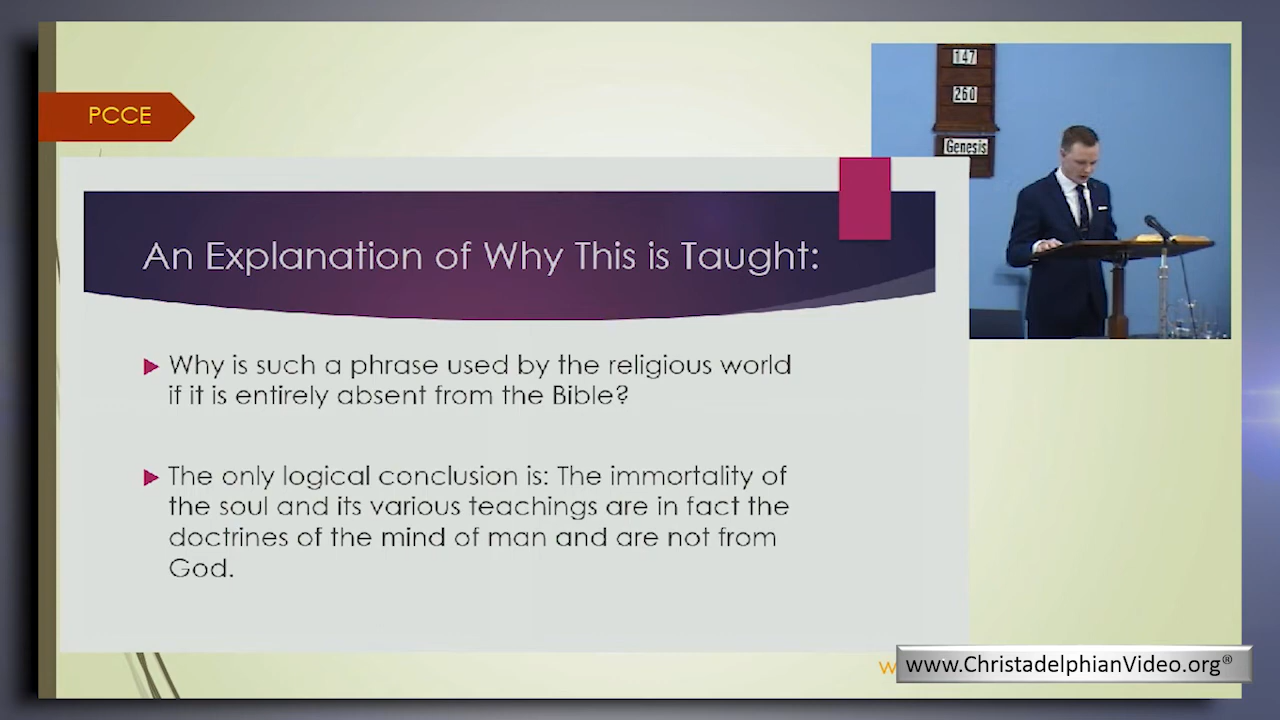 PCCE
147
260
Genesis
An Explanation of Why This is Taught:
Why is such a phrase used by the religious world
if it is entirely absent from the Bible?
The only logical conclusion is: The immortality of
the soul and its various teachings are in fact the
doctrines of the mind of man and are not from
God.
www.ChristadelphianVideo.org®